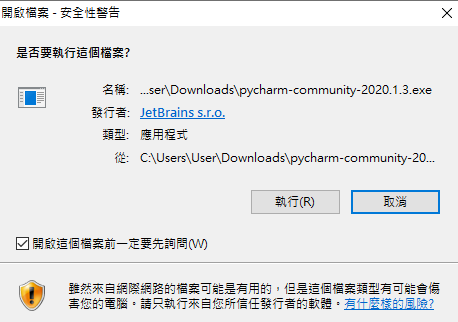 開啟檔案 - 安全性警告
是否要執行這個檔案?
名稱: ...ser\Downloads\pycharm-community-2020.1.3.exe
發行者: JetBrains s.r.o.
類型: 應用程式
從: C:\Users\User\Downloads\pycharm-community-20...
執行(R) 取消
開啟這個檔案前一定要先詢問(W)
雖然來自網際網路的檔案可能是有用的，但是這個檔案類型有可能會傷
害您的電腦。請只執行來自您所信任發行者的軟體。有什麼樣的風險?